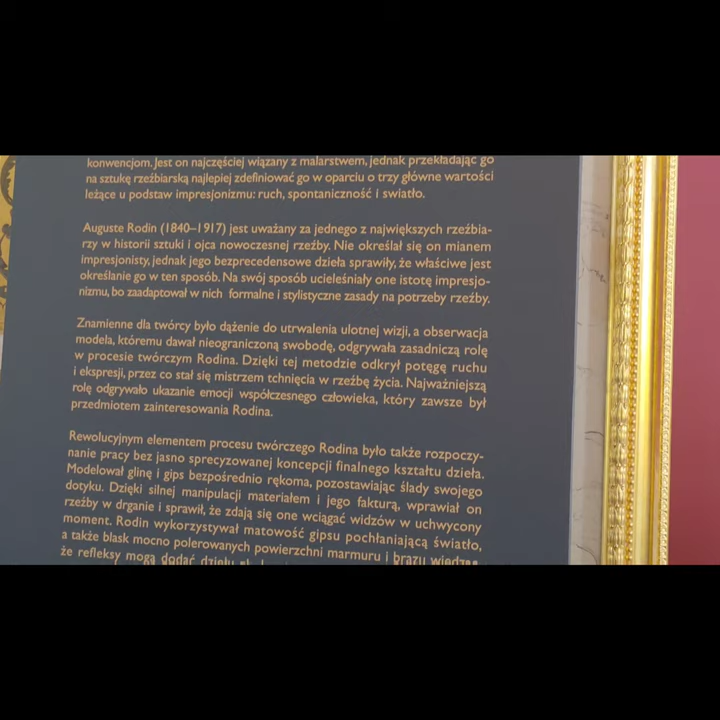 konwencjom. Jest on najczęściej wiązany z malarstwem, jednak przekładając go
na sztukę rzeźbiarską najlepiej zdefiniować go w oparciu o trzy główne wartości
leżące u podstaw impresjonizmu: ruch, spontaniczność i swiatło.
Auguste Rodin (1840–1917) jest uważany za jednego z największych rzeźbia-
rzy w historii sztuki i ojca nowoczesnej rzeźby. Nie określał się on mianem
impresjonisty, jednak jego bezprecedensowe dzieła sprawiły, że właściwe jest
określanie go w ten sposób. Na swój sposób ucieleśniały one istotę impresjo-
nizmu, bo zaadaptował w nich formalne i stylistyczne zasady na potrzeby rzeźby.
Znamienne dla twórcy było dążenie do utrwalenia ulotnej wizji, a obserwacja
modela, któremu dawał nieograniczoną swobodę, odgrywała zasadniczą rolę
w procesie twórczym Rodina. Dzięki tej metodzie odkrył potęgę ruchu
i ekspresji, przez co stał się mistrzem tchnięcia w rzeźbę życia. Najważniejszą
rolę odgrywało ukazanie emocji współczesnego człowieka, który zawsze był
przedmiotem zainteresowania Rodina.
Rewolucyjnym elementem procesu twórczego Rodina było także rozpoczy-
nanie pracy bez jasno sprecyzowanej koncepcji finalnego kształtu dzieła.
Modelował glinę i gips bezpośrednio rękoma, pozostawiając ślady swojego
dotyku. Dzięki silnej manipulacji materiałem i jego fakturą, wprawiał on
rzeźby w drganie i sprawił, że zdają się one wciągać widzów w uchwycony
moment. Rodin wykorzystywał matowość gipsu pochłaniającą światło,
a także blask mocno polerowanych powierzchni marmuru i brązu
że refleksy mogą dodać dziełu